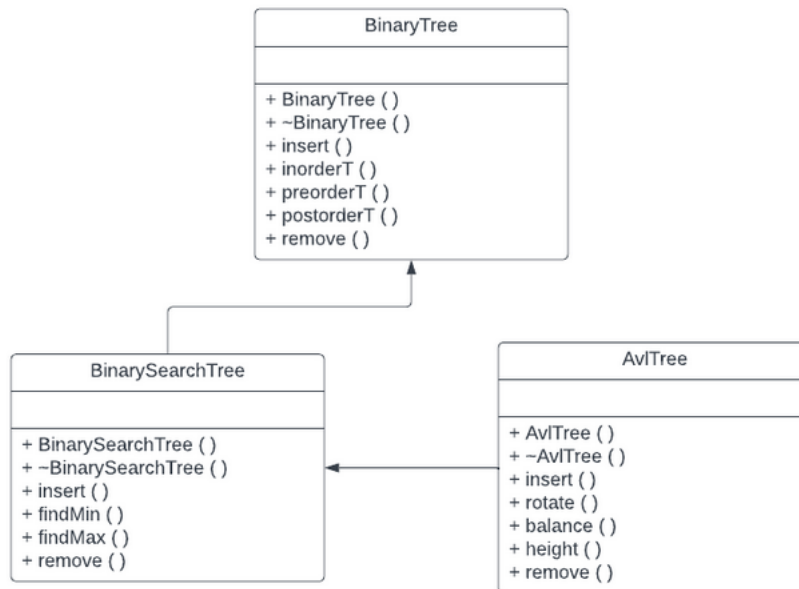 BinaryTree
+ BinaryTree ( )
+ ~BinaryTree ( )
+ insert ( )
+ inorderT ( )
+ preorderT ( )
+ postorderT ( )
+ remove ( )
BinarySearchTree
+ BinarySearchTree ( )
+ ~BinarySearchTree ( )
+ insert ( )
+ findMin ( )
+ findMax ( )
+ remove ( )
AvlTree
+ AvlTree ( )
+ ~AvlTree ( )
+ insert ( )
+ rotate ( )
+ balance ( )
+ height ( )
+ remove ( )